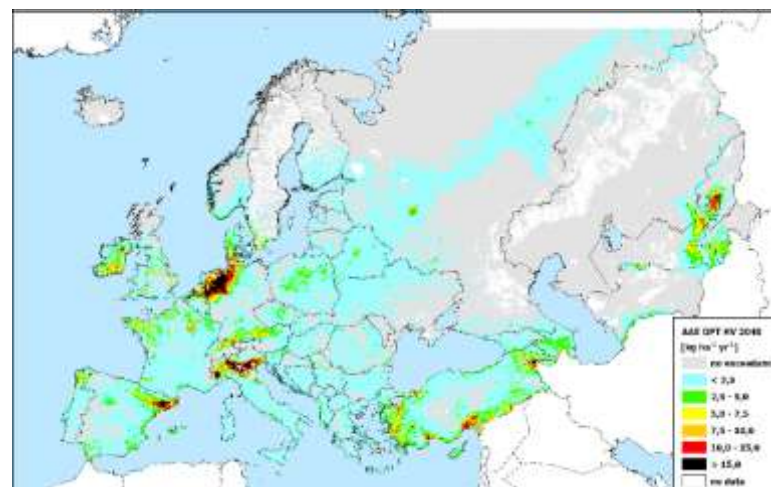 AAE OPT HV 2040
[kg ha⁻¹ yr⁻¹]
no exceedance
< 2,5
2,5 - 5,0
5,0 - 7,5
7,5 - 10,0
10,0 - 15,0
> 15,0
no data